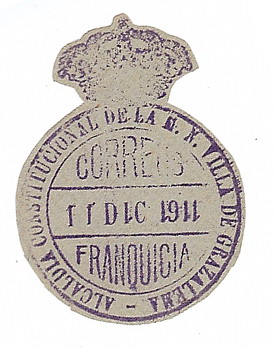 ALCALDIA CONSTITUCIONAL DE LA M. N. VILLA DE GRAZALEMA -
CORREOS
11 DIC 1911
FRANQUICIA